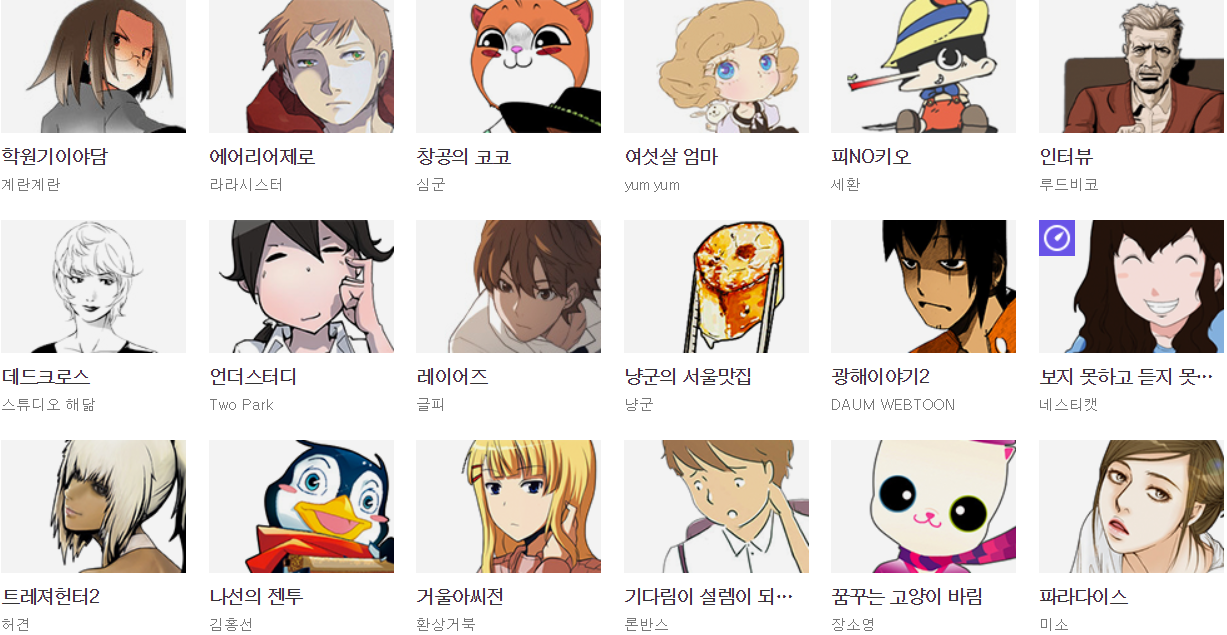 학원기이야담
계란계란
에어리어제로
라라시스터
창공의 코코
심군
여섯살 엄마
yum yum
피NO키오
세환
인터뷰
루드비코
데드크로스
스튜디오 해닮
언더스터디
Two Park
레이어즈
글피
냥군의 서울맛집
냥군
광해이야기2
DAUM WEBTOON
보지 못하고 듣지 못…
네스티캣
트레져헌터2
허견
나선의 젠투
김홍선
거울아씨전
환상거북
기다림이 설렘이 되…
론반스
꿈꾸는 고양이 바림
장소영
파라다이스
미소